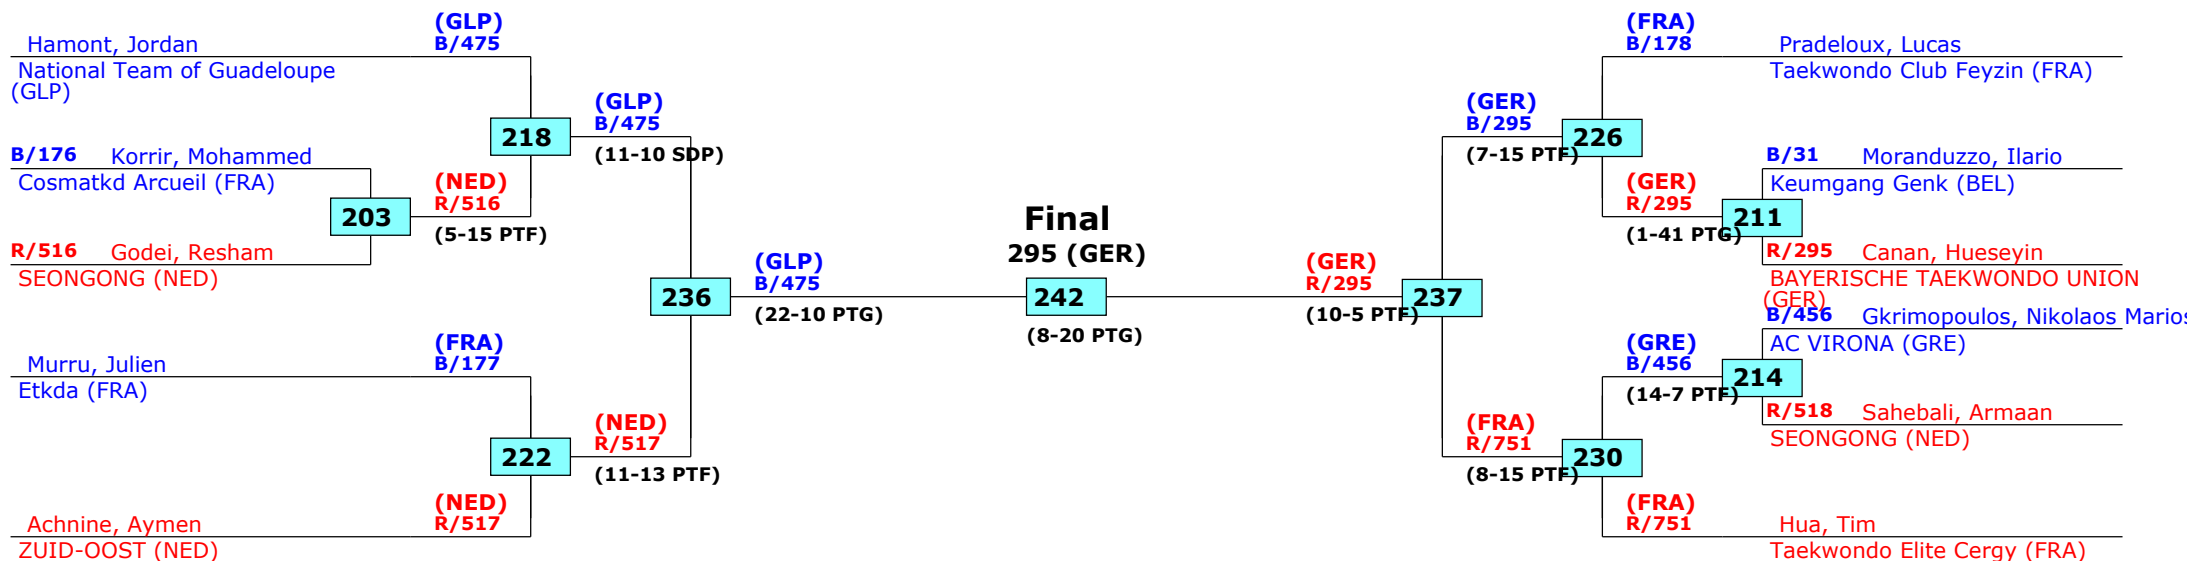 (GLP)
B/475
Hamont, Jordan
National Team of Guadeloupe
(GLP)
(GLP)
B/475
218
(11-10 SDP)
B/176 Korrir, Mohammed
Cosmatkd Arcueil (FRA)
(NED)
R/516
203
(5-15 PTF)
R/516 Godei, Resham
SEONGONG (NED)
(GLP)
B/475
236
(22-10 PTG)
(FRA)
B/177
Murru, Julien
Etkda (FRA)
(NED)
R/517
222
(11-13 PTF)
(NED)
R/517
Achnine, Aymen
ZUID-OOST (NED)
Final
295 (GER)
242
(8-20 PTG)
(FRA)
B/178
Pradeloux, Lucas
Taekwondo Club Feyzin (FRA)
(GER)
B/295
226
(7-15 PTF)
B/31 Moranduzzo, Ilario
Keumgang Genk (BEL)
(GER)
R/295
211
(1-41 PTG)
R/295 Canan, Hueseyin
BAYERISCHE TAEKWONDO UNION
(GER)
(GER)
R/295
237
(10-5 PTF)
B/456 Gkrimopoulos, Nikolaos Marios
AC VIRONA (GRE)
(GRE)
B/456
214
(14-7 PTF)
R/518 Sahebali, Armaan
SEONGONG (NED)
(FRA)
R/751
230
(8-15 PTF)
(FRA)
R/751
Hua, Tim
Taekwondo Elite Cergy (FRA)